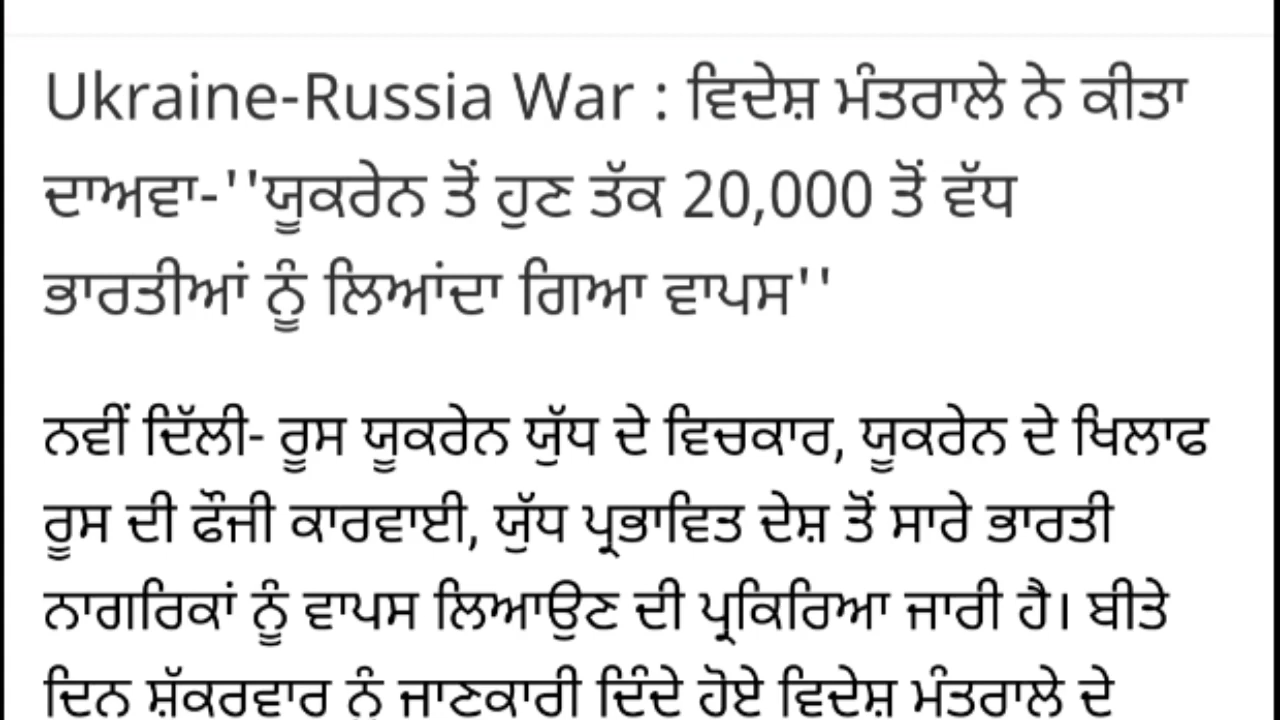 Ukraine-Russia War : ਵਿਦੇਸ਼ ਮੰਤਰਾਲੇ ਨੇ ਕੀਤਾ
ਦਾਅਵਾ-''ਯੂਕਰੇਨ ਤੋਂ ਹੁਣ ਤੱਕ 20,000 ਤੋਂ ਵੱਧ
ਭਾਰਤੀਆਂ ਨੂੰ ਲਿਆਂਦਾ ਗਿਆ ਵਾਪਸ''
ਨਵੀਂ ਦਿੱਲੀ- ਰੂਸ ਯੂਕਰੇਨ ਯੁੱਧ ਦੇ ਵਿਚਕਾਰ, ਯੂਕਰੇਨ ਦੇ ਖਿਲਾਫ
ਰੂਸ ਦੀ ਫੌਜੀ ਕਾਰਵਾਈ, ਯੁੱਧ ਪ੍ਰਭਾਵਿਤ ਦੇਸ਼ ਤੋਂ ਸਾਰੇ ਭਾਰਤੀ
ਨਾਗਰਿਕਾਂ ਨੂੰ ਵਾਪਸ ਲਿਆਉਣ ਦੀ ਪ੍ਰਕਿਰਿਆ ਜਾਰੀ ਹੈ। ਬੀਤੇ
ਦਿਨ ਸ਼ੱਕਰਵਾਰ ਨੂੰ ਜਾਣਕਾਰੀ ਦਿੰਦੇ ਹੋਏ ਵਿਦੇਸ਼ ਮੰਤਰਾਲੇ ਦੇ